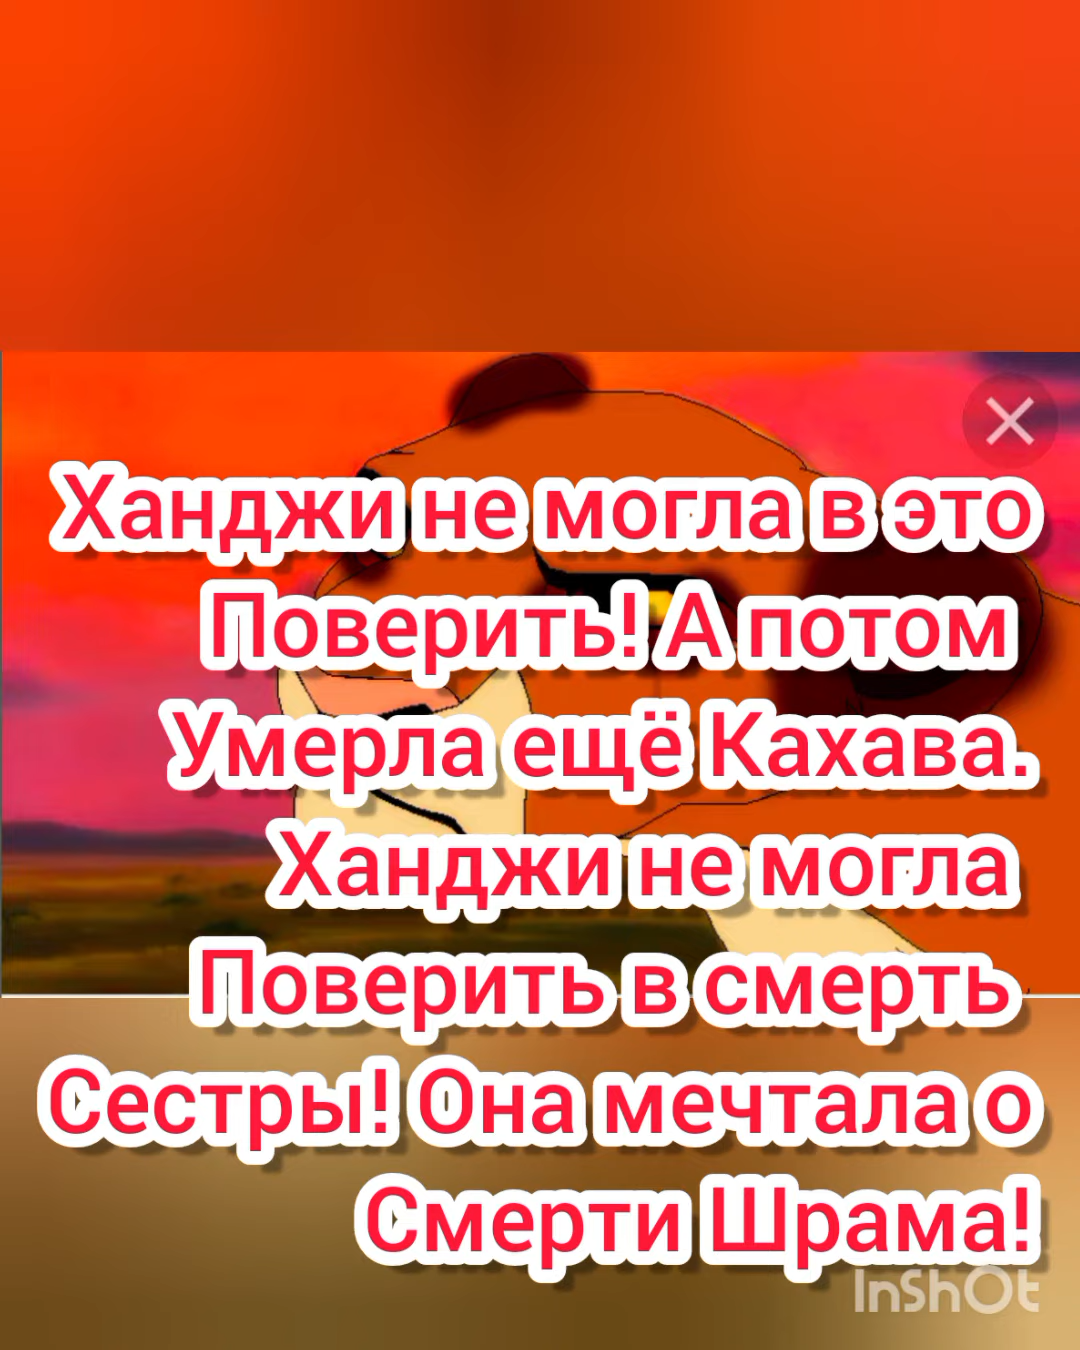 Ханджи не могла в это
Поверить! А потом
Умерла ещё Кахава.
Ханджи не могла
Поверить в смерть
Сестры! Она мечтала о
Смерти Шрама!
InShOt